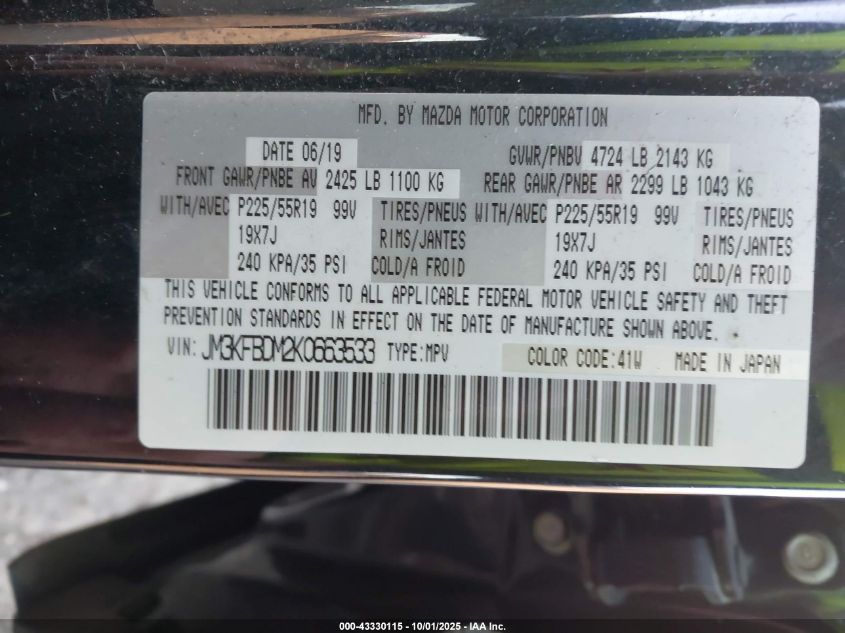 MFD. BY MAZDA MOTOR CORPORATION
DATE 06/19 GVWR/PNBV 4724 LB 2143 KG
FRONT GAWR/PNBE AV 2425 LB 1100 KG REAR GAWR/PNBE AR 2299 LB 1043 KG
WITH/AVEC P225/55R19 99V TIRES/PNEUS WITH/AVEC P225/55R19 99V TIRES/PNEUS
19X7J RIMS/JANTES 19X7J RIMS/JANTES
240 KPA/35 PSI COLD/A FROID 240 KPA/35 PSI COLD/A FROID
THIS VEHICLE CONFORMS TO ALL APPLICABLE FEDERAL MOTOR VEHICLE SAFETY AND THEFT
PREVENTION STANDARDS IN EFFECT ON THE DATE OF MANUFACTURE SHOWN ABOVE.
VIN: JM3KFBDM2K0663533 TYPE:MPV COLOR CODE:41W MADE IN JAPAN
000-43330115 - 10/01/2025 - IAA Inc.